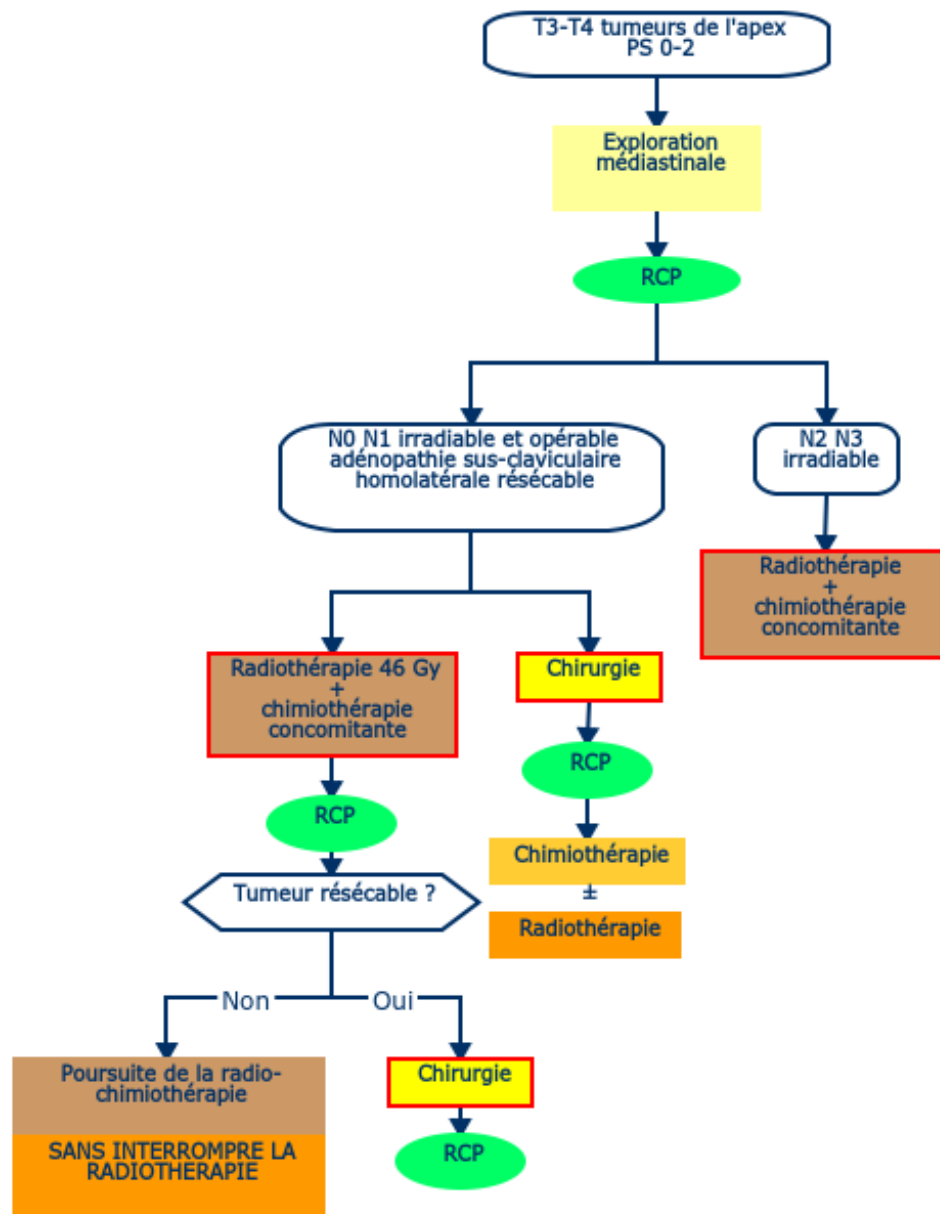 T3-T4 tumeurs de l'apex
PS 0-2
Exploration
médiastinale
RCP
N0 N1 irradiable et opérable
adénopathie sus-claviculaire
homolatérale résécable
N2 N3
irradiable
Radiothérapie
+
chimiothérapie
concomitante
Radiothérapie 46 Gy
+
chimiothérapie
concomitante
Chirurgie
RCP
RCP
Chimiothérapie
±
Radiothérapie
Tumeur résécable ?
Non
Oui
Poursuite de la radio-
chimiothérapie
SANS INTERROMPRE LA
RADIOTHERAPIE
Chirurgie
RCP